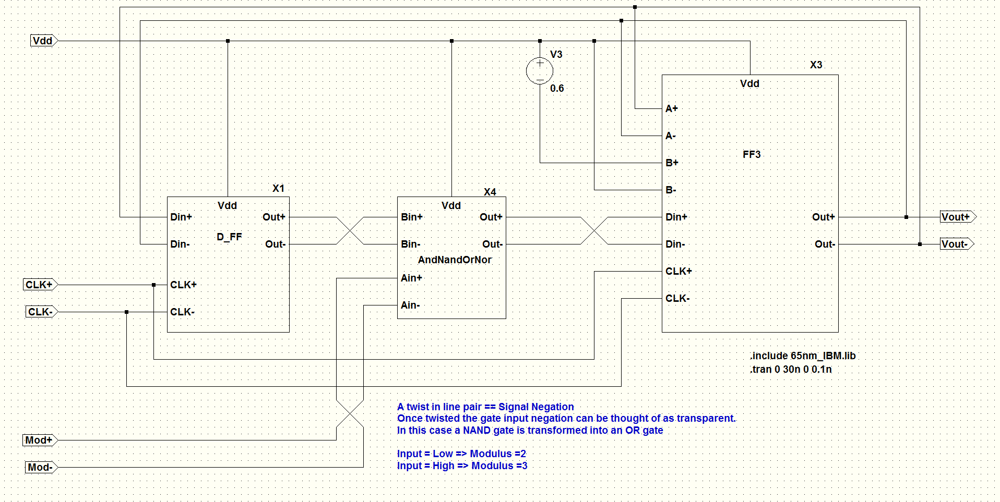 Vdd
V3
0.6
X3
Vdd
A+
A-
B+
B-
FF3
Din+
Din-
CLK+
CLK-
Out+
Out-
X1
Vdd
Din+
Din-
D_FF
Out+
Out-
CLK+
CLK-
X4
Vdd
Bin+
Bin-
AndNandOrNor
Ain+
Ain-
Out+
Out-
Vout+
Vout-
CLK+
CLK-
.include 65nm_IBM.lib
.tran 0 30n 0 0.1n
Mod+
Mod-
A twist in line pair == Signal Negation
Once twisted the gate input negation can be thought of as transparent.
In this case a NAND gate is transformed into an OR gate
Input = Low => Modulus =2
Input = High => Modulus =3